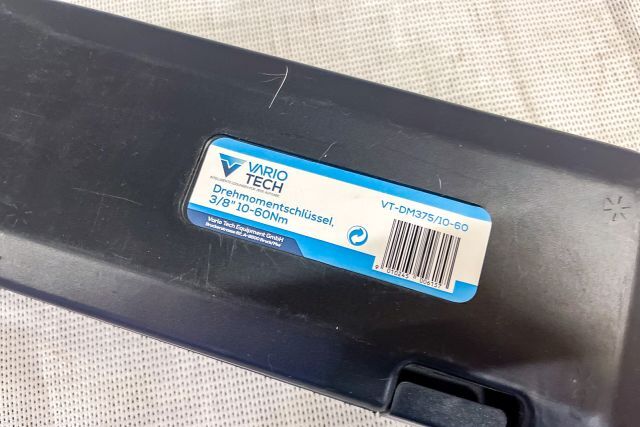 VARIO
TECH
Drehmomentschlüssel,
3/8" 10-60Nm
VT-DM375/10-60
Vario Tech Equipment GmbH